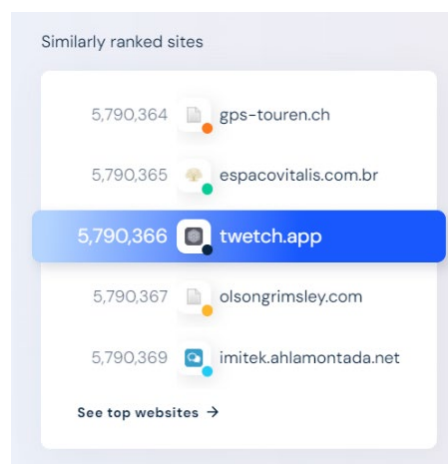 Similarly ranked sites
5,790,364 gps-touren.ch
5,790,365 espacovitalis.com.br
5,790,366 twetch.app
5,790,367 olsongrimsley.com
5,790,369 imitek.ahlamontada.net
See top websites →